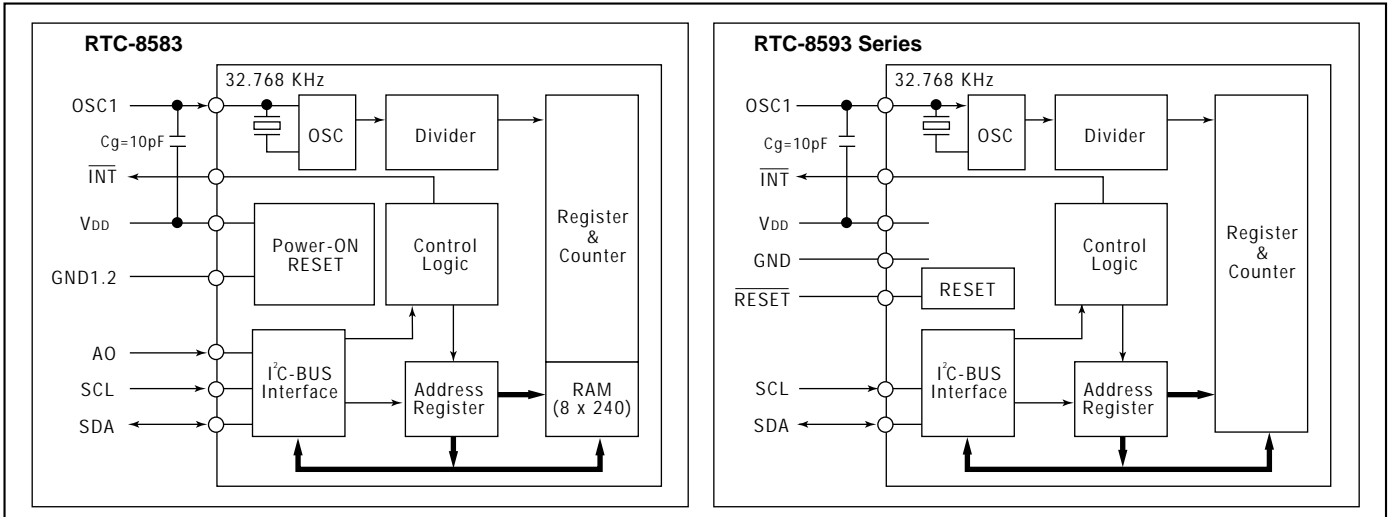 RTC-8583
32.768 KHz
OSC1
OSC
Divider
Cg=10pF
INT
VDD
Power-ON
RESET
Control
Logic
Register
&
Counter
GND1.2
AO
SCL
SDA
I²C-BUS
Interface
Address
Register
RAM
(8 x 240)
RTC-8593 Series
32.768 KHz
OSC1
OSC
Divider
Cg=10pF
INT
VDD
GND
RESET
RESET
Control
Logic
Register
&
Counter
SCL
SDA
I²C-BUS
Interface
Address
Register